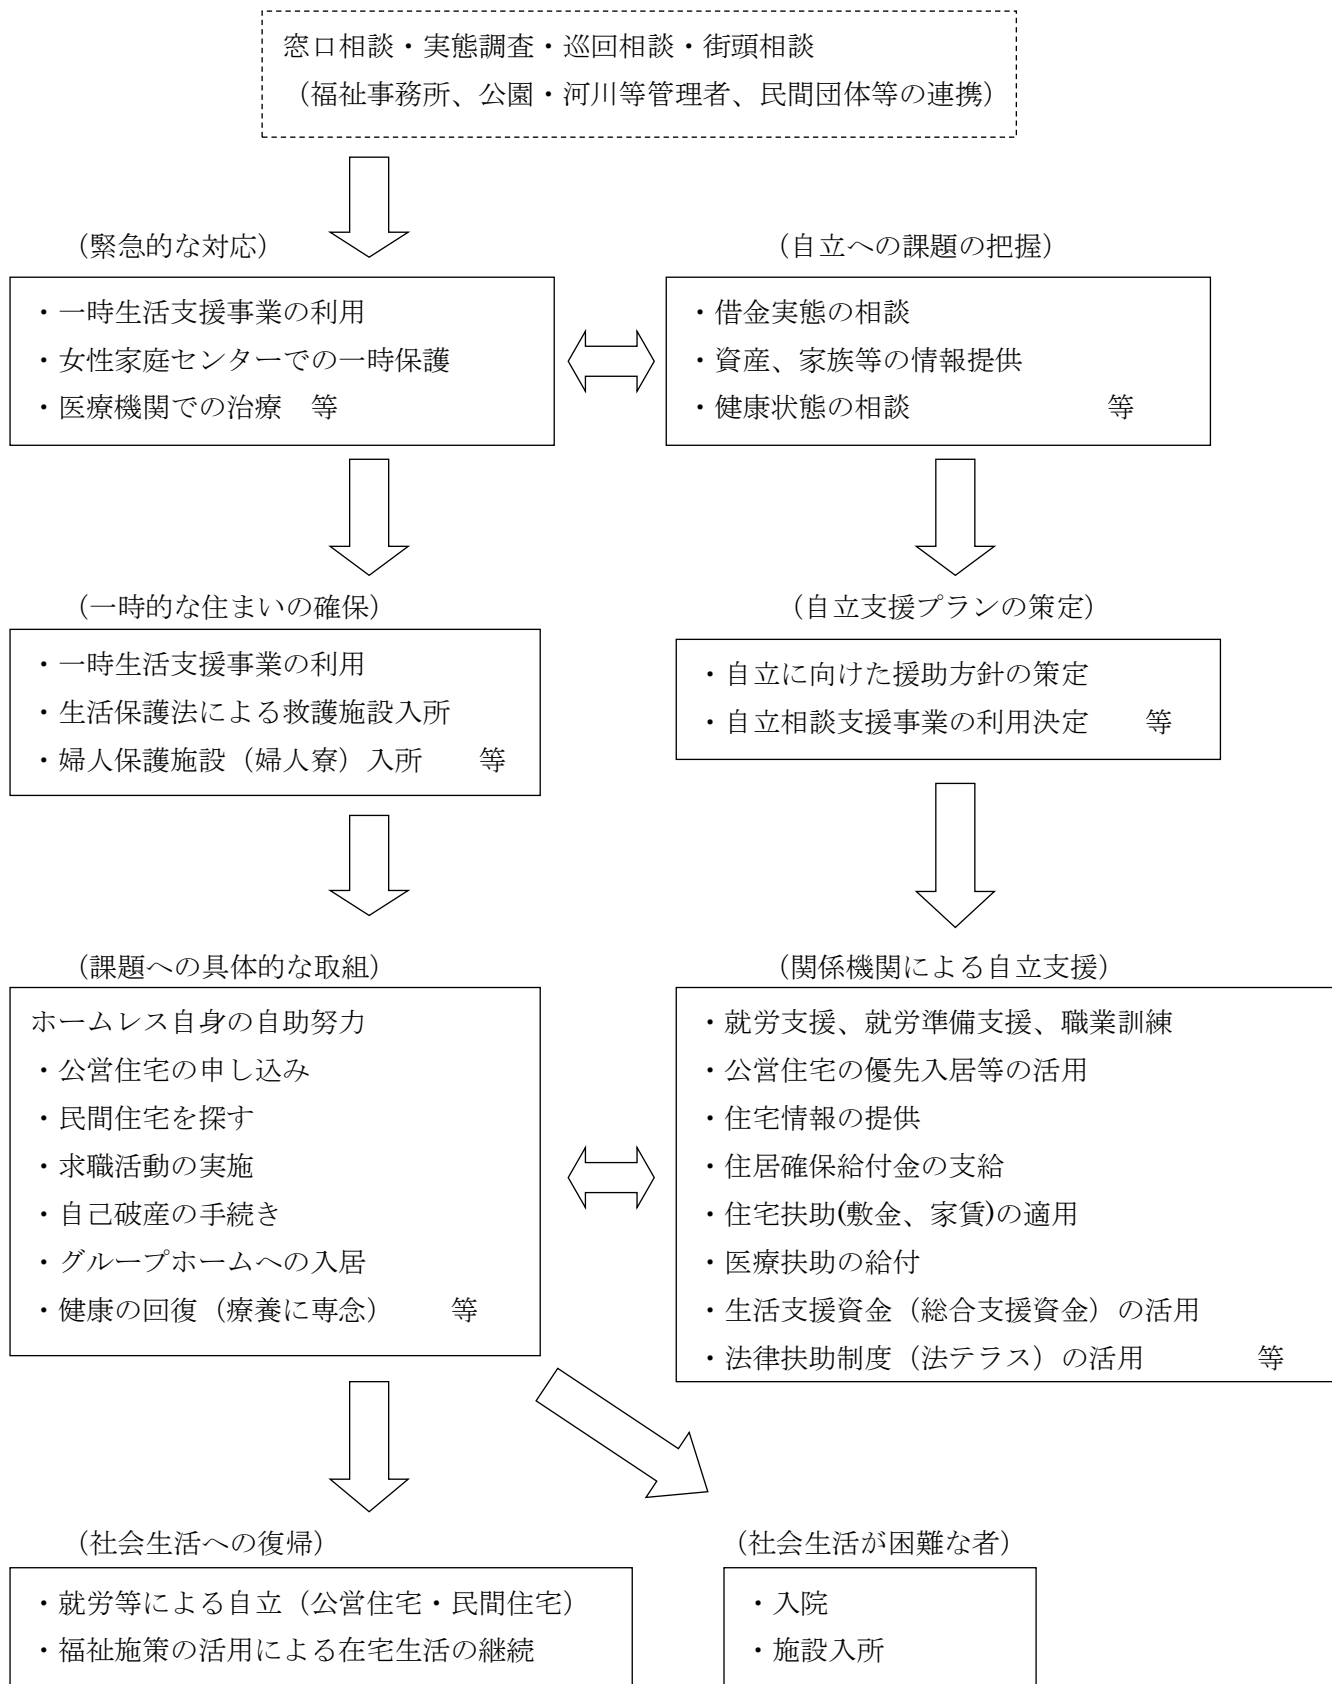 窓口相談・実態調査・巡回相談・街頭相談
（福祉事務所、公園・河川等管理者、民間団体等の連携）
（緊急的な対応）
・一時生活支援事業の利用
・女性家庭センターでの一時保護
・医療機関での治療　等
（自立への課題の把握）
・借金実態の相談
・資産、家族等の情報提供
・健康状態の相談　　　　　　　等
（一時的な住まいの確保）
・一時生活支援事業の利用
・生活保護法による救護施設入所
・婦人保護施設（婦人寮）入所　　等
（自立支援プランの策定）
・自立に向けた援助方針の策定
・自立相談支援事業の利用決定　　等
（課題への具体的な取組）
ホームレス自身の自助努力
・公営住宅の申し込み
・民間住宅を探す
・求職活動の実施
・自己破産の手続き
・グループホームへの入居
・健康の回復（療養に専念）　　　等
（関係機関による自立支援）
・就労支援、就労準備支援、職業訓練
・公営住宅の優先入居等の活用
・住宅情報の提供
・住居確保給付金の支給
・住宅扶助(敷金、家賃)の適用
・医療扶助の給付
・生活支援資金（総合支援資金）の活用
・法律扶助制度（法テラス）の活用　　　　等
（社会生活への復帰）
・就労等による自立（公営住宅・民間住宅）
・福祉施策の活用による在宅生活の継続
（社会生活が困難な者）
・入院
・施設入所